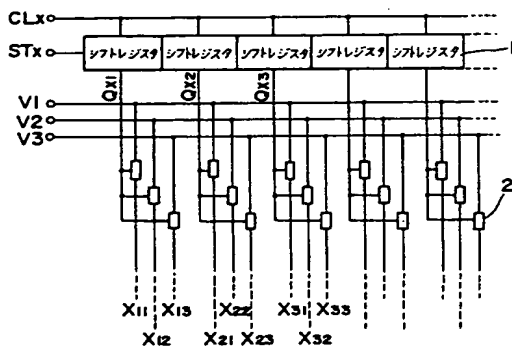 CLx
STx
シフトレジスタ シフトレジスタ シフトレジスタ シフトレジスタ シフトレジスタ
1
QX1 QX2 QX3
V1
V2
V3
2
X11 X13 X22 X31 X33
X12 X21 X23 X32